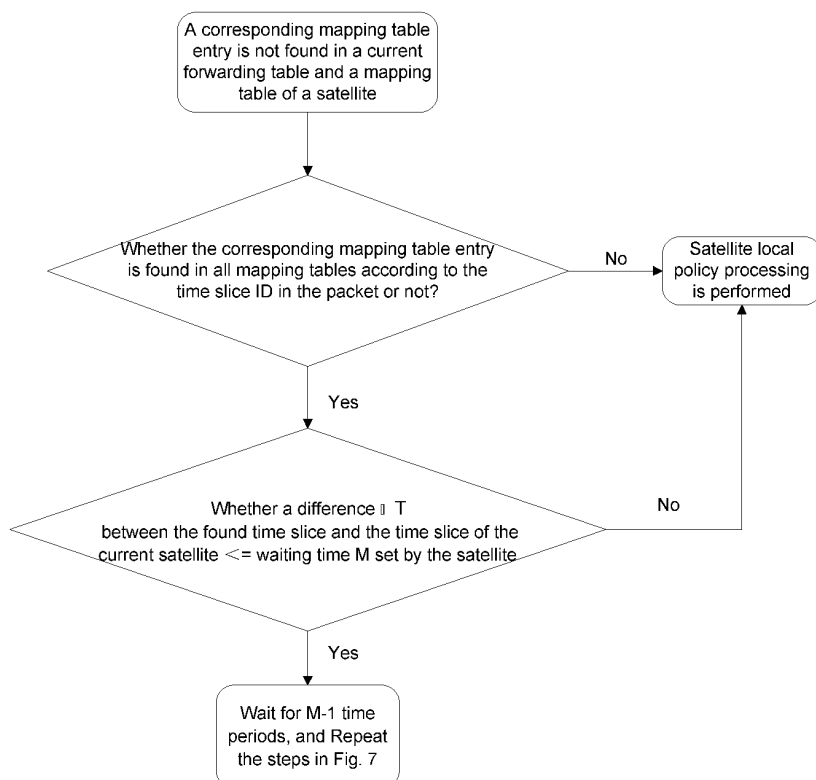 A corresponding mapping table
entry is not found in a current
forwarding table and a mapping
table of a satellite
Whether the corresponding mapping table entry
is found in all mapping tables according to the
time slice ID in the packet or not?
No
Satellite local
policy processing
is performed
Yes
Whether a difference ▯ T
between the found time slice and the time slice of the
current satellite <= waiting time M set by the satellite
No
Yes
Wait for M-1 time
periods, and Repeat
the steps in Fig. 7